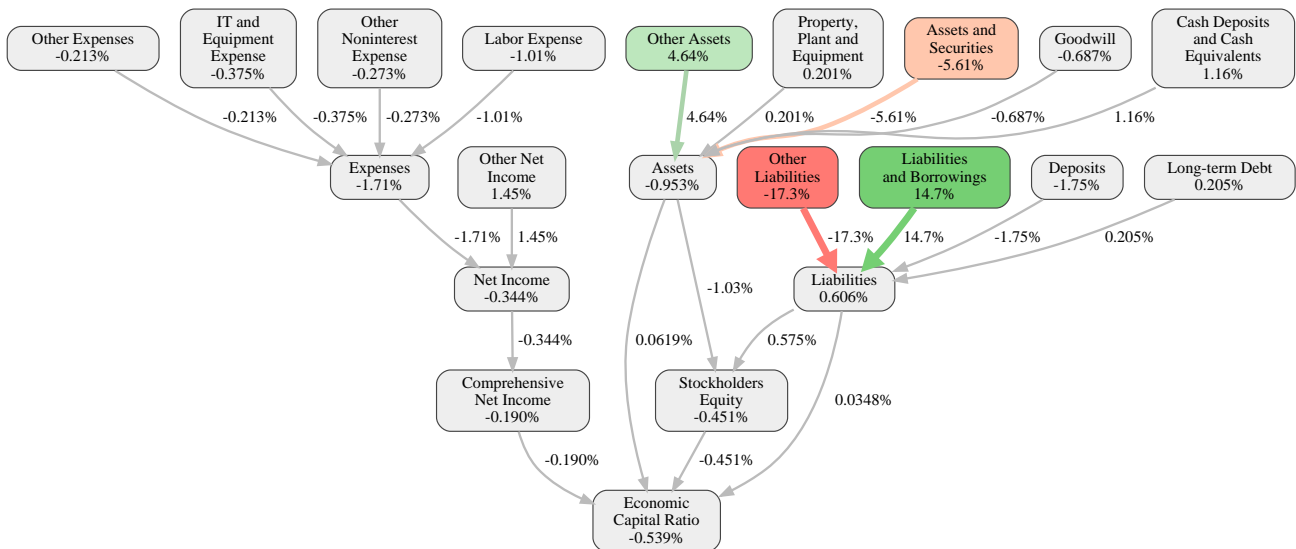 Other Expenses
-0.213%
IT and
Equipment
Expense
-0.375%
Other
Noninterest
Expense
-0.273%
Labor Expense
-1.01%
Other Assets
4.64%
Property,
Plant and
Equipment
0.201%
Assets and
Securities
-5.61%
Goodwill
-0.687%
Cash Deposits
and Cash
Equivalents
1.16%
-0.213%
-0.375%
-0.273%
-1.01%
4.64%
0.201%
-5.61%
-0.687%
1.16%
Expenses
-1.71%
Other Net
Income
1.45%
Assets
-0.953%
Other
Liabilities
-17.3%
Liabilities
and Borrowings
14.7%
Deposits
-1.75%
Long-term Debt
0.205%
-1.71%
1.45%
-17.3%
14.7%
-1.75%
0.205%
Net Income
-0.344%
-1.03%
Liabilities
0.606%
-0.344%
0.0619%
0.575%
Comprehensive
Net Income
-0.190%
Stockholders
Equity
-0.451%
0.0348%
-0.190%
-0.451%
Economic
Capital Ratio
-0.539%